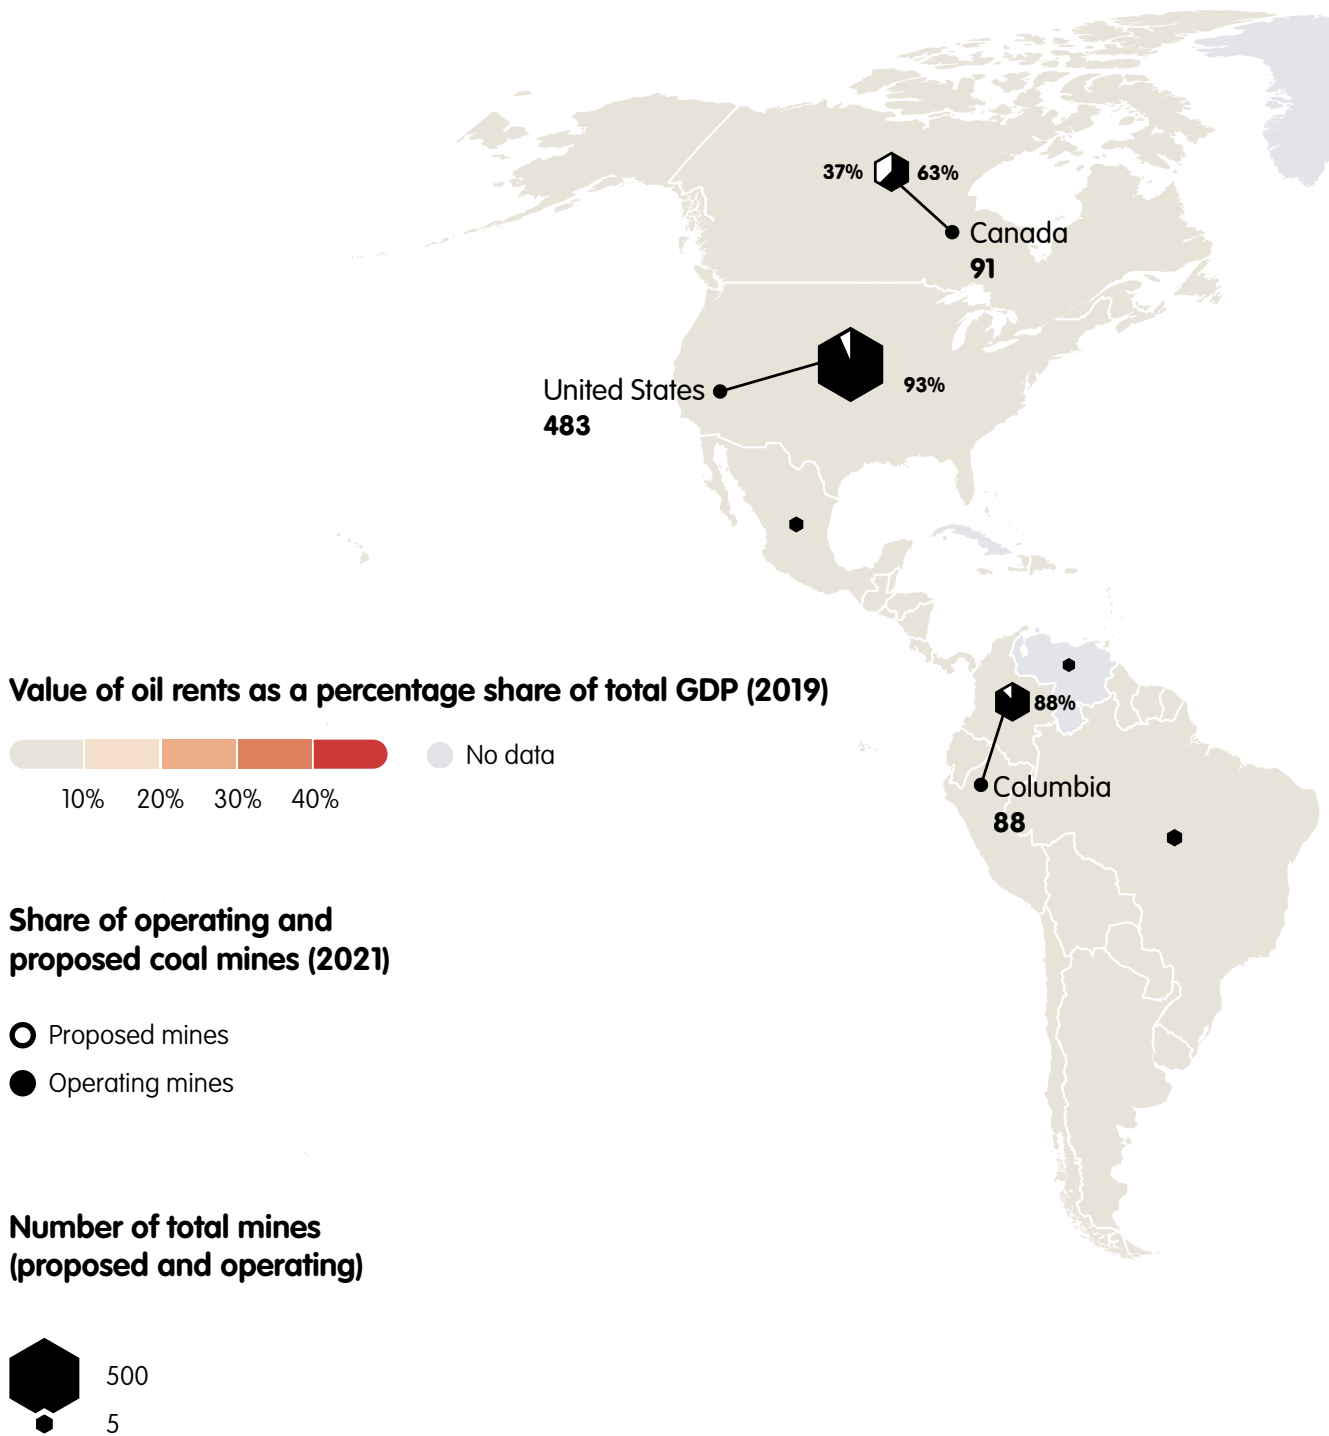 37%
63%
Canada
91
United States
483
93%
Value of oil rents as a percentage share of total GDP (2019)
No data
10%
20%
30%
40%
88%
Columbia
88
Share of operating and
proposed coal mines (2021)
Proposed mines
Operating mines
Number of total mines
(proposed and operating)
500
5